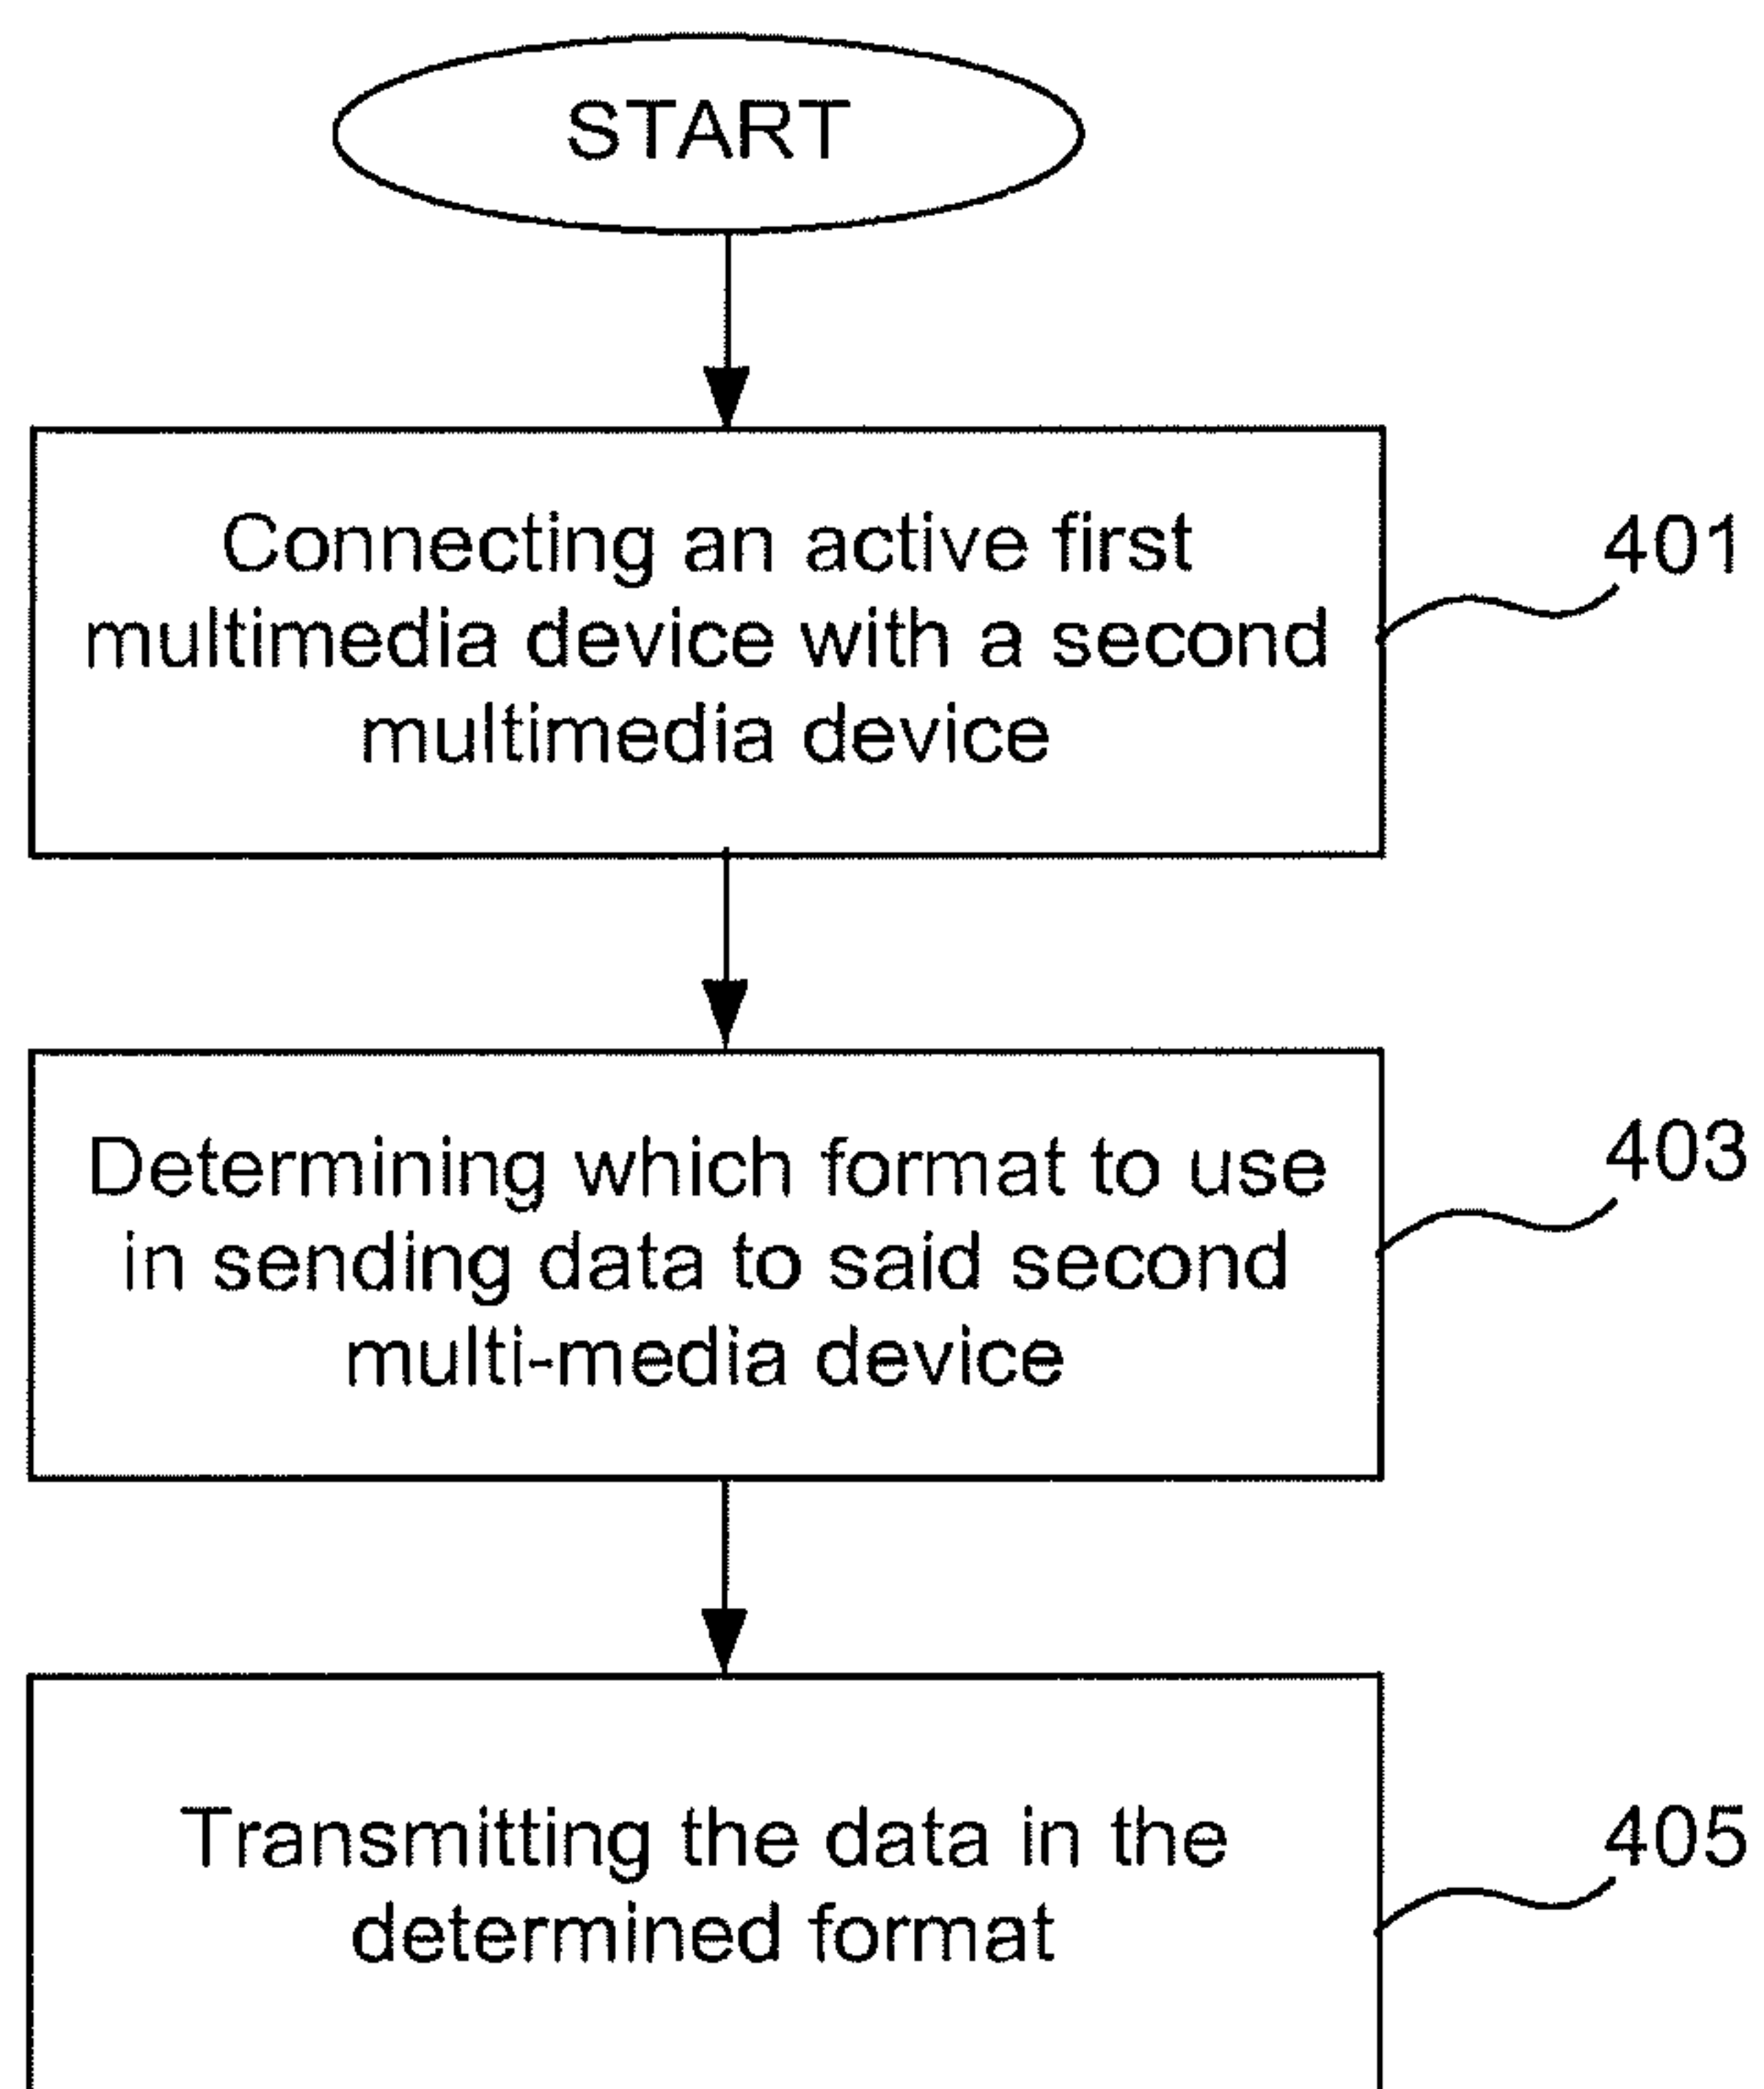 START
Connecting an active first
multimedia device with a second
multimedia device
401
Determining which format to use
in sending data to said second
multi-media device
403
Transmitting the data in the
determined format
405